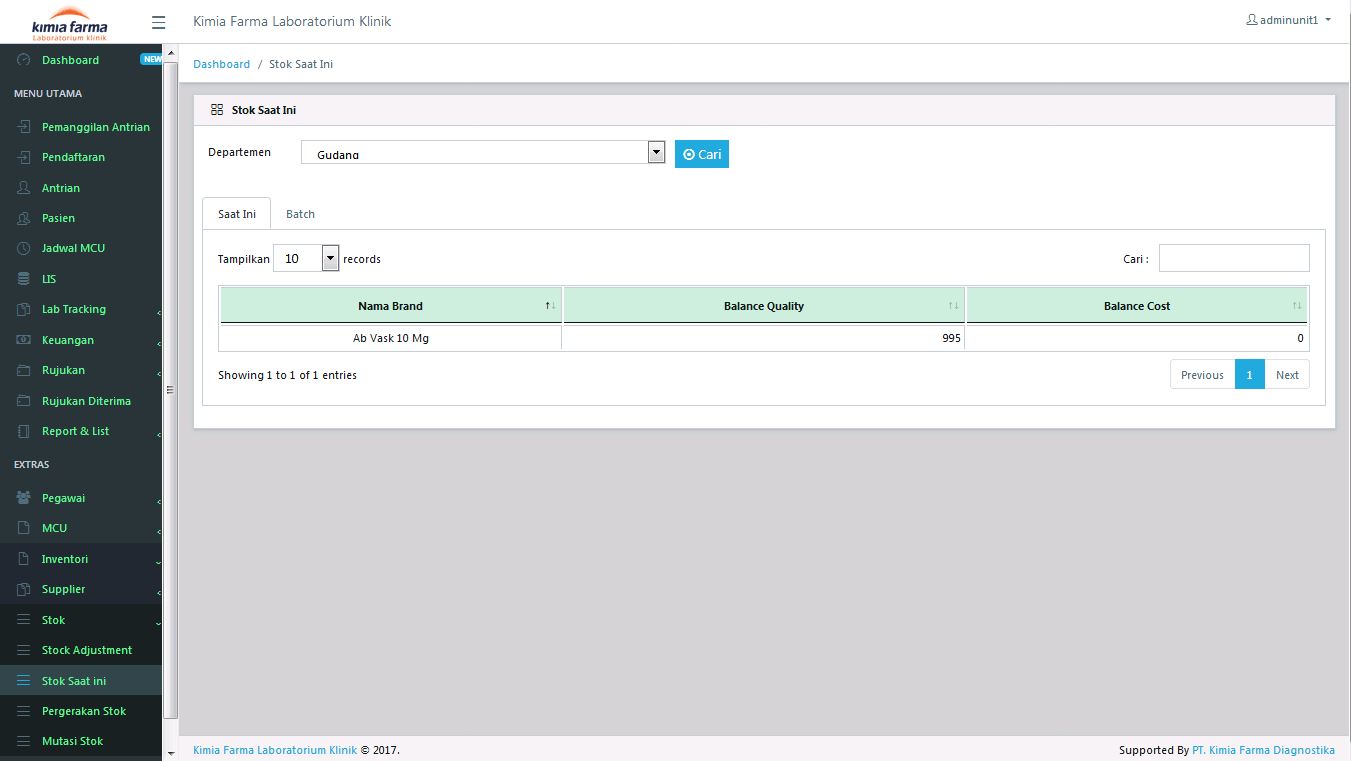 kimia farma
Laboratorium Klinik
Kimia Farma Laboratorium Klinik
adminunit1
Dashboard
NEW
MENU UTAMA
Pemanggilan Antrian
Pendaftaran
Antrian
Pasien
Jadwal MCU
LIS
Lab Tracking
Keuangan
Rujukan
Rujukan Diterima
Report & List
EXTRAS
Pegawai
MCU
Inventori
Supplier
Stok
Stock Adjustment
Stok Saat ini
Pergerakan Stok
Mutasi Stok
Dashboard / Stok Saat Ini
Stok Saat Ini
Departemen Gudang Cari
Saat Ini Batch
Tampilkan 10 records Cari :
Nama Brand Balance Quality Balance Cost
Ab Vask 10 Mg 995 0
Showing 1 to 1 of 1 entries Previous 1 Next
Kimia Farma Laboratorium Klinik © 2017. Supported By PT. Kimia Farma Diagnostika